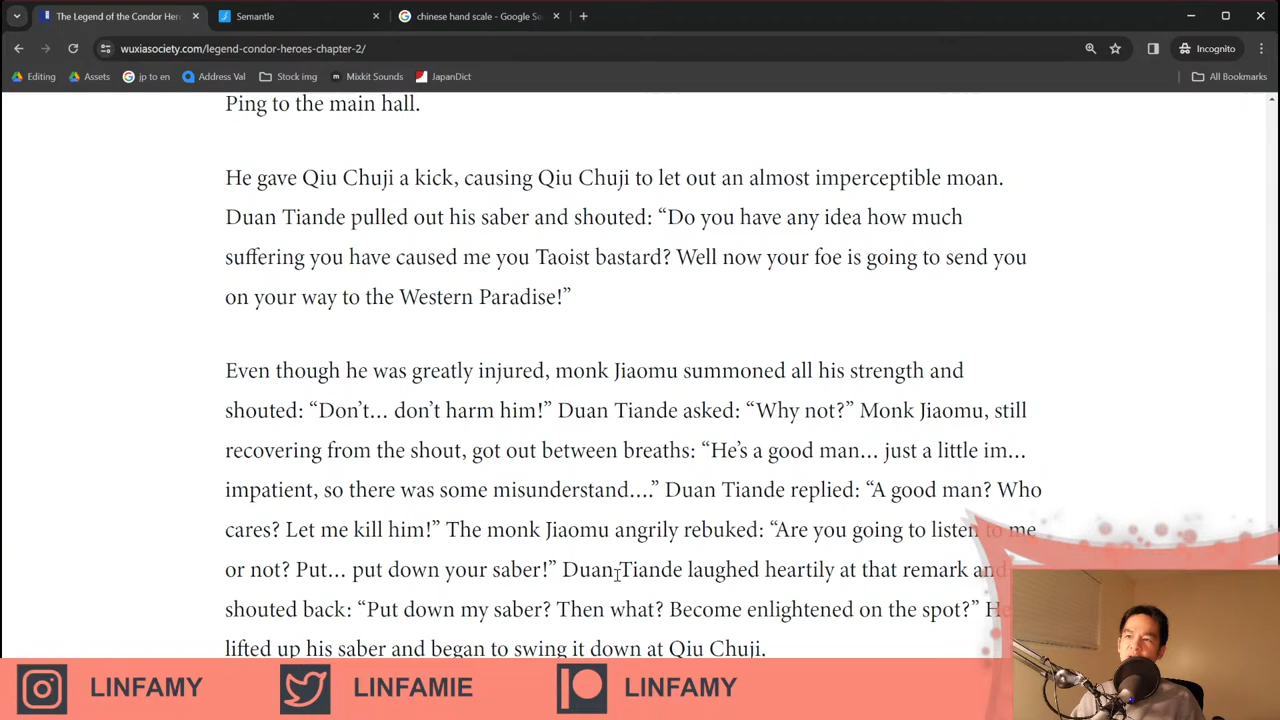 The Legend of the Condor Her
Semantle
chinese hand scale - Google Se
wuxiasociety.com/legend-condor-heroes-chapter-2/
Incognito
Editing
Assets
jp to en
Address Val
Stock img
Mixkit Sounds
JapanDict
All Bookmarks
Ping to the main hall.
He gave Qiu Chuji a kick, causing Qiu Chuji to let out an almost imperceptible moan.
Duan Tiande pulled out his saber and shouted: “Do you have any idea how much
suffering you have caused me you Taoist bastard? Well now your foe is going to send you
on your way to the Western Paradise!”
Even though he was greatly injured, monk Jiaomu summoned all his strength and
shouted: “Don’t… don’t harm him!” Duan Tiande asked: “Why not?” Monk Jiaomu, still
recovering from the shout, got out between breaths: “He’s a good man… just a little im…
impatient, so there was some misunderstand….” Duan Tiande replied: “A good man? Who
cares? Let me kill him!” The monk Jiaomu angrily rebuked: “Are you going to listen to me
or not? Put… put down your saber!” Duan Tiande laughed heartily at that remark and
shouted back: “Put down my saber? Then what? Become enlightened on the spot?” He
lifted up his saber and began to swing it down at Qiu Chuji.
LINFAMY
LINFAMIE
LINFAMY